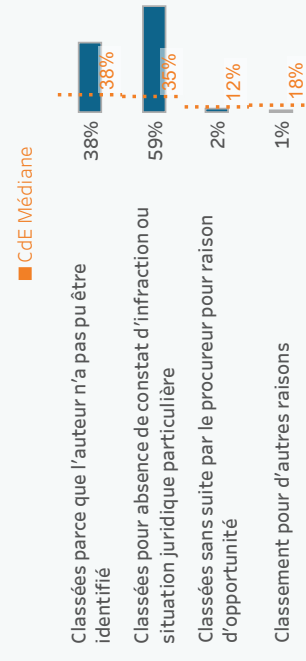 CdE Médiane
Classées parce que l'auteur n'a pas pu être
identifié
38%
38%
Classées pour absence de constat d'infraction ou
situation juridique particulière
59%
35%
Classées sans suite par le procureur pour raison
d'opportunité
2%
12%
Classement pour d'autres raisons
1%
18%